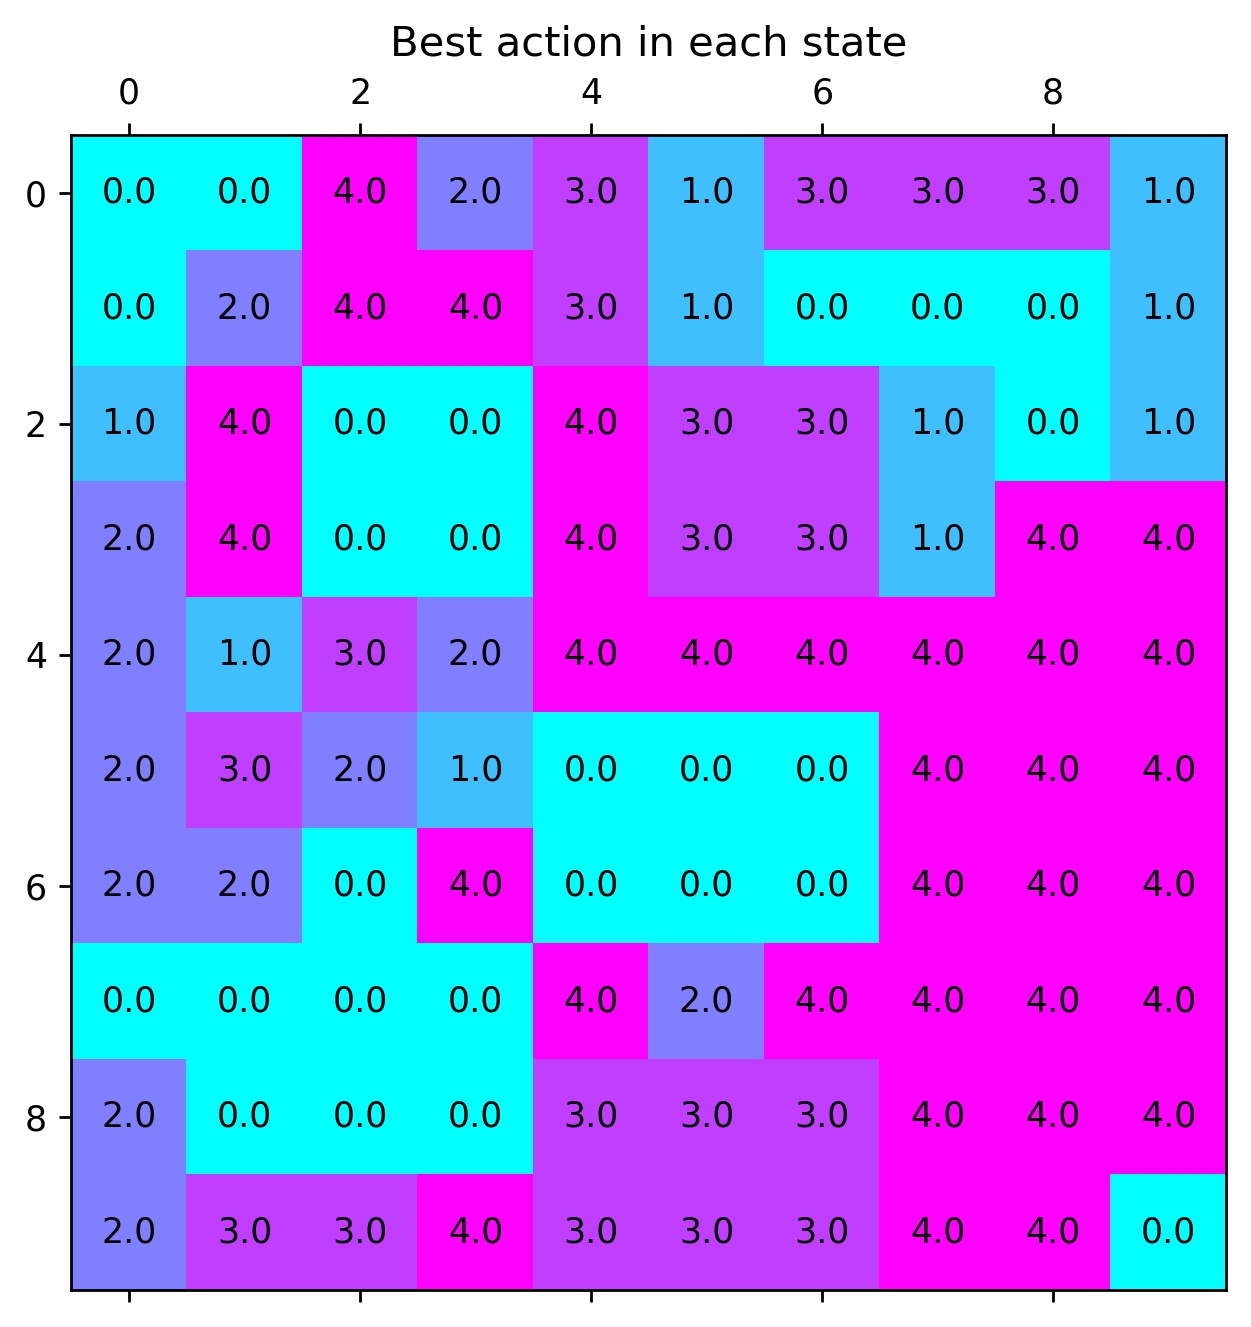 Best action in each state
0 2 4 6 8
0 0.0 0.0 4.0 2.0 3.0 1.0 3.0 3.0 3.0 1.0
0.0 2.0 4.0 4.0 3.0 1.0 0.0 0.0 0.0 1.0
2 1.0 4.0 0.0 0.0 4.0 3.0 3.0 1.0 0.0 1.0
2.0 4.0 0.0 0.0 4.0 3.0 3.0 1.0 4.0 4.0
4 2.0 1.0 3.0 2.0 4.0 4.0 4.0 4.0 4.0 4.0
2.0 3.0 2.0 1.0 0.0 0.0 0.0 4.0 4.0 4.0
6 2.0 2.0 0.0 4.0 0.0 0.0 0.0 4.0 4.0 4.0
0.0 0.0 0.0 0.0 4.0 2.0 4.0 4.0 4.0 4.0
8 2.0 0.0 0.0 0.0 3.0 3.0 3.0 4.0 4.0 4.0
2.0 3.0 3.0 4.0 3.0 3.0 3.0 4.0 4.0 0.0